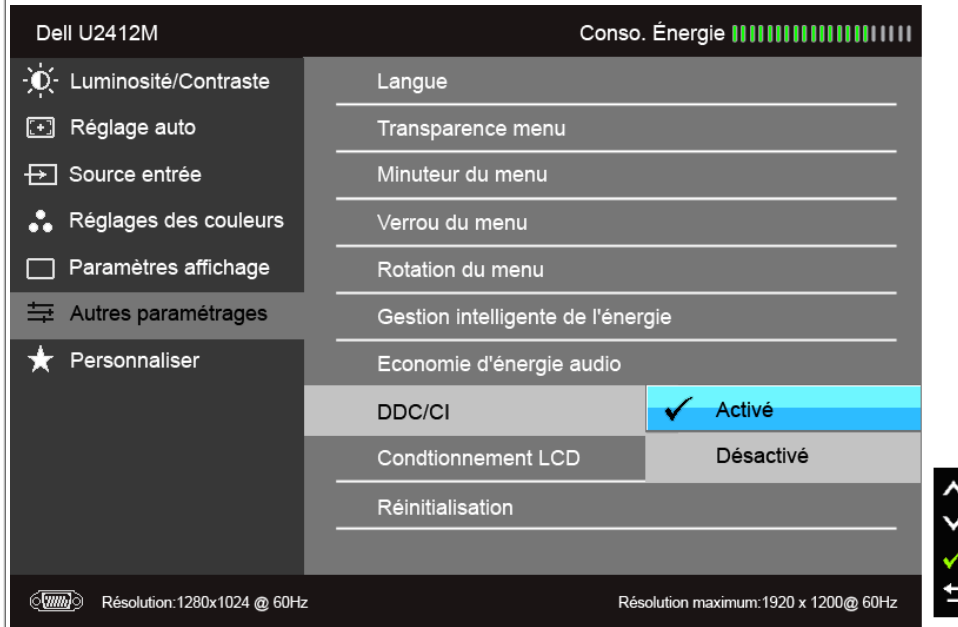 Dell U2412M
Conso. Énergie
Luminosité/Contraste
Réglage auto
Source entrée
Réglages des couleurs
Paramètres affichage
Autres paramétrages
Personnaliser
Langue
Transparence menu
Minuteur du menu
Verrou du menu
Rotation du menu
Gestion intelligente de l'énergie
Economie d'énergie audio
DDC/CI
Activé
Désactivé
Condtionnement LCD
Réinitialisation
Résolution:1280x1024 @ 60Hz
Résolution maximum:1920 x 1200@ 60Hz